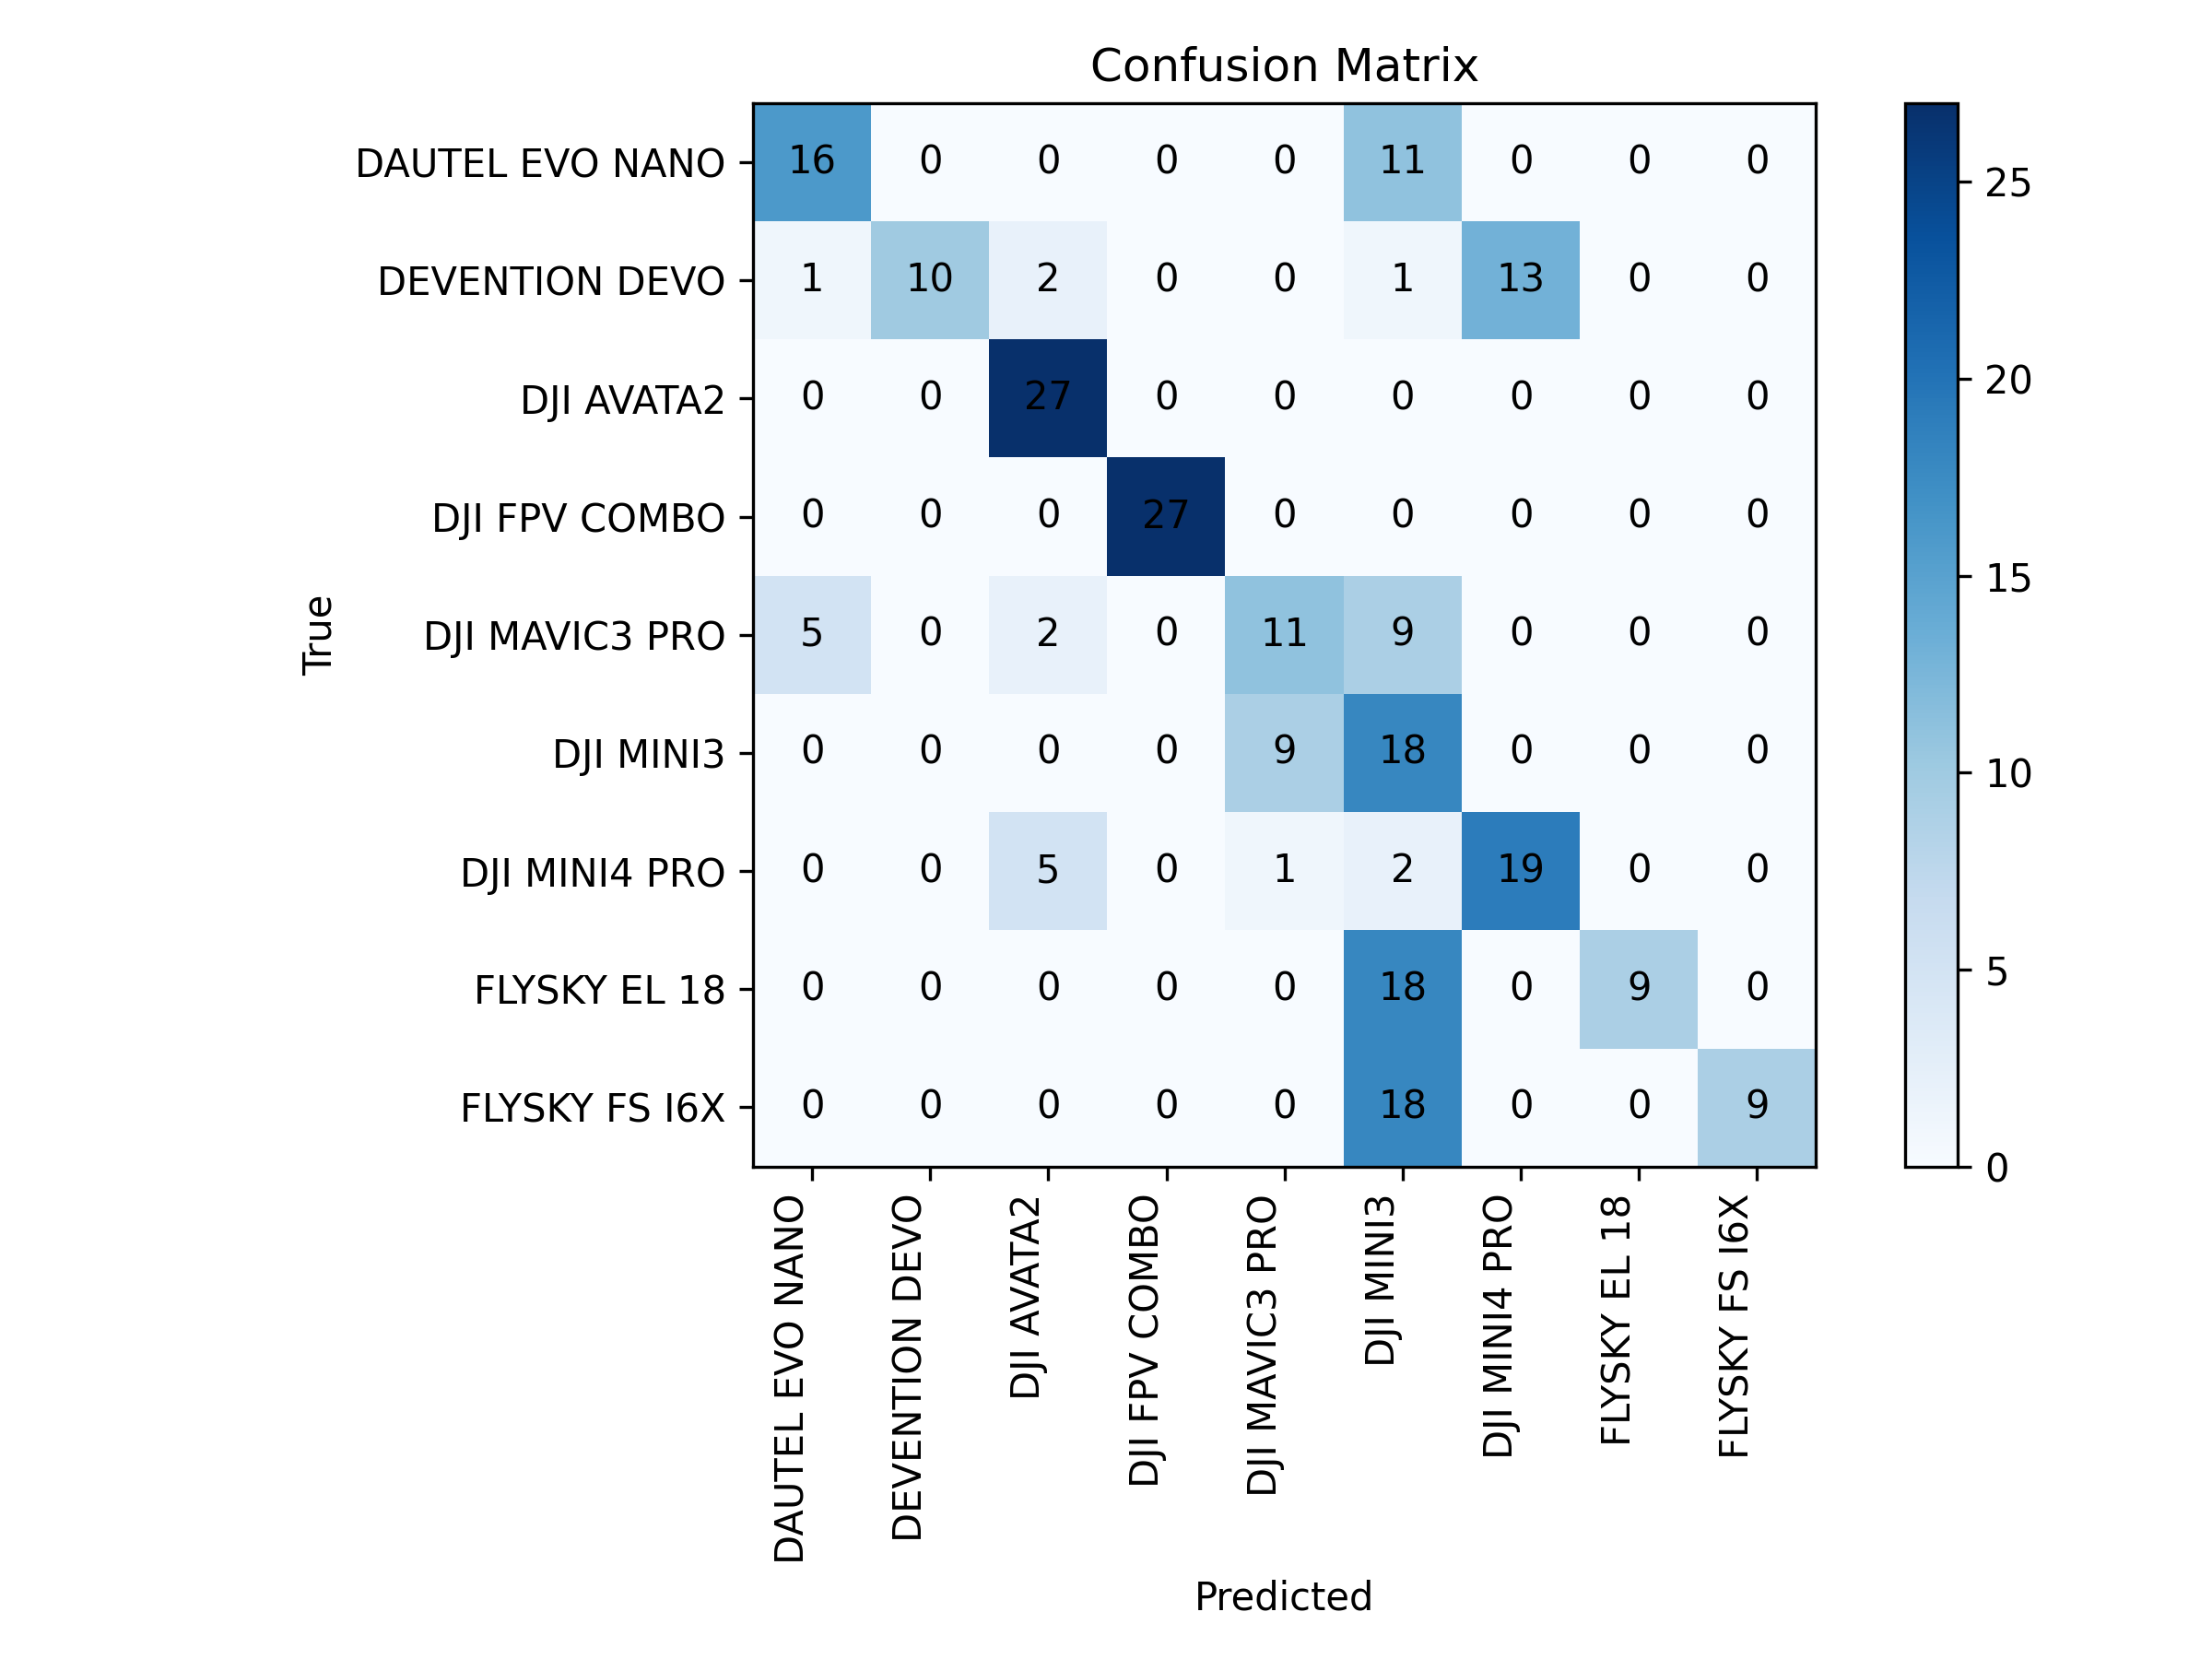 Confusion Matrix
DAUTEL EVO NANO 16 0 0 0 0 11 0 0 0
DEVENTION DEVO 1 10 2 0 0 1 13 0 0
DJI AVATA2 0 0 27 0 0 0 0 0 0
DJI FPV COMBO 0 0 0 27 0 0 0 0 0
DJI MAVIC3 PRO 5 0 2 0 11 9 0 0 0
DJI MINI3 0 0 0 0 9 18 0 0 0
DJI MINI4 PRO 0 0 5 0 1 2 19 0 0
FLYSKY EL 18 0 0 0 0 0 18 0 9 0
FLYSKY FS I6X 0 0 0 0 0 18 0 0 9
True
DAUTEL EVO NANO
DEVENTION DEVO
DJI AVATA2
DJI FPV COMBO
DJI MAVIC3 PRO
DJI MINI3
DJI MINI4 PRO
FLYSKY EL 18
FLYSKY FS I6X
Predicted
25
20
15
10
5
0